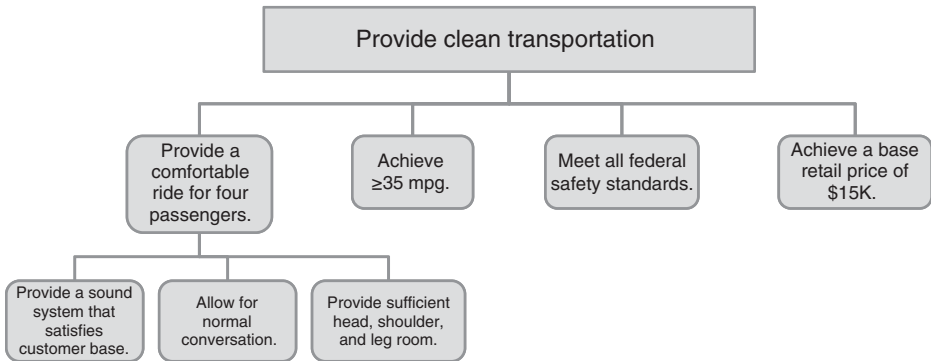 Provide clean transportation
Provide a
comfortable
ride for four
passengers.
Achieve
≥35 mpg.
Meet all federal
safety standards.
Achieve a base
retail price of
$15K.
Provide a sound
system that
satisfies
customer base.
Allow for
normal
conversation.
Provide sufficient
head, shoulder,
and leg room.